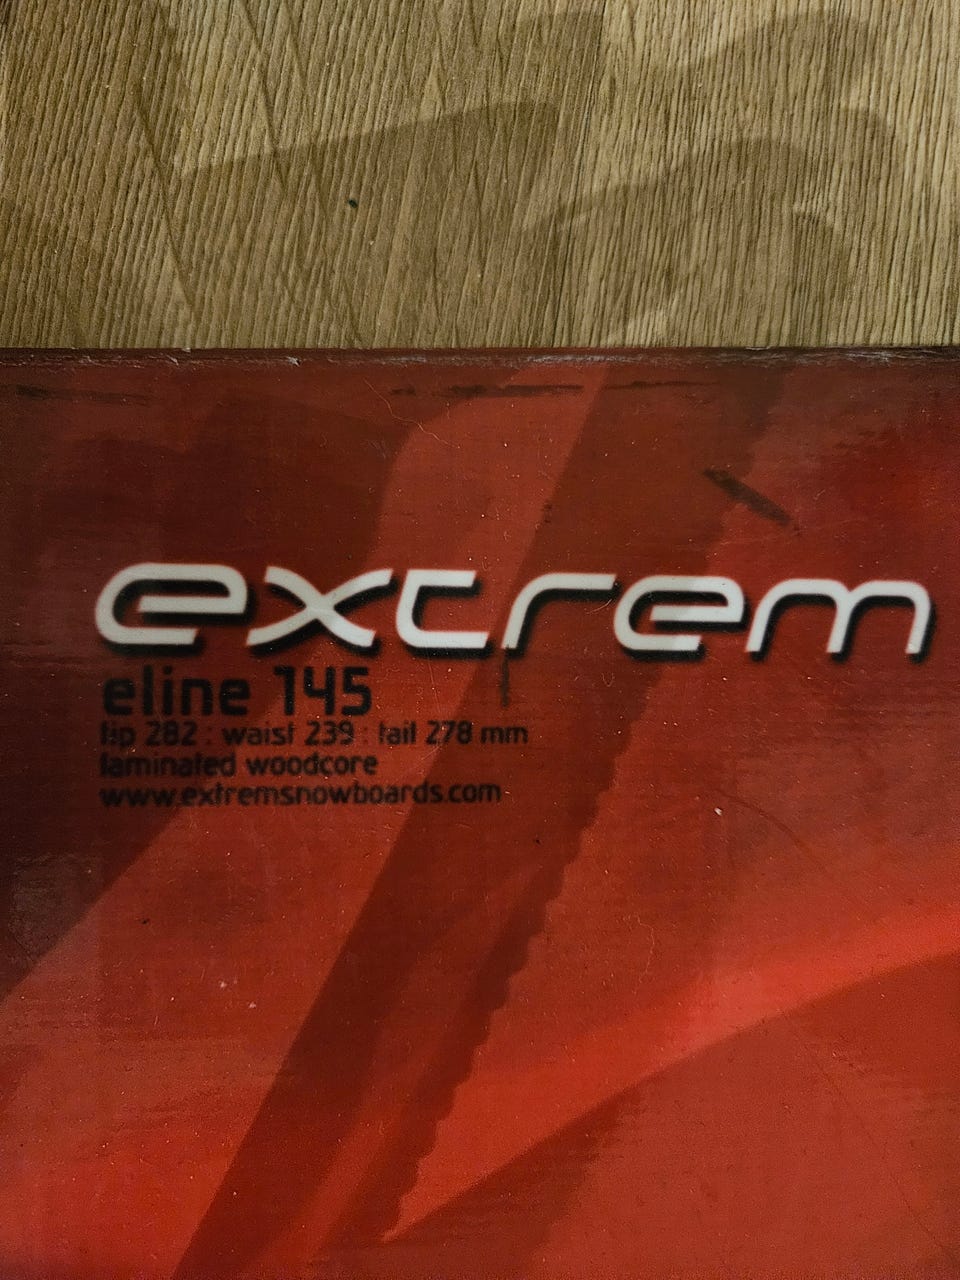 extrem
eline 145
tip 282 : waist 239 : tail 278 mm
laminated woodcore
www.extremsnowboards.com